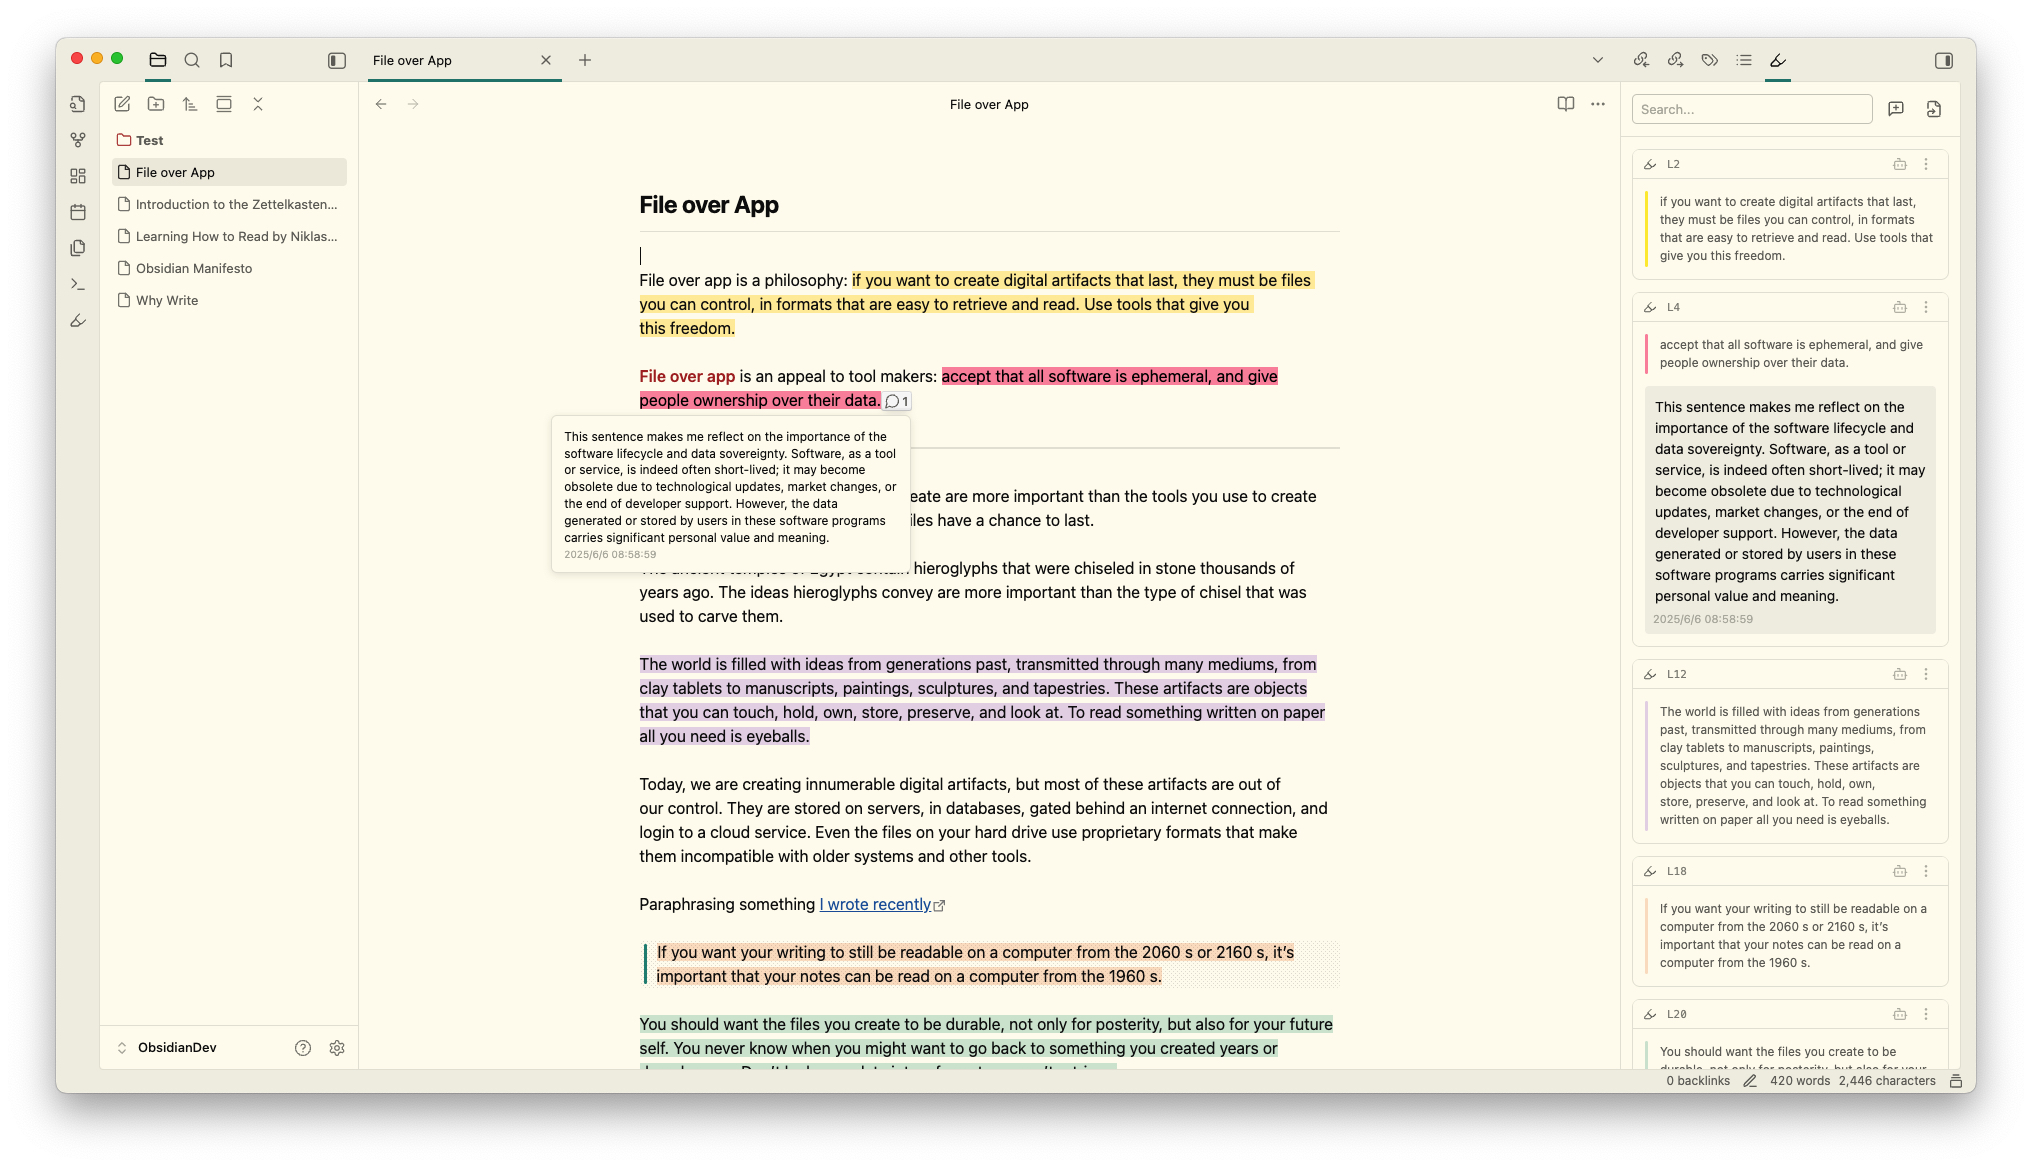 File over App
Test
File over App
Introduction to the Zettelkasten...
Learning How to Read by Niklas...
Obsidian Manifesto
Why Write
ObsidianDev
File over App
File over App
File over app is a philosophy: if you want to create digital artifacts that last, they must be files
you can control, in formats that are easy to retrieve and read. Use tools that give you
this freedom.
File over app is an appeal to tool makers: accept that all software is ephemeral, and give
people ownership over their data. 1
This sentence makes me reflect on the importance of the
software lifecycle and data sovereignty. Software, as a tool
or service, is indeed often short-lived; it may become
obsolete due to technological updates, market changes, or
the end of developer support. However, the data
generated or stored by users in these software programs
carries significant personal value and meaning.
2025/6/6 08:58:59
eate are more important than the tools you use to create
iles have a chance to last.
hieroglyphs that were chiseled in stone thousands of
years ago. The ideas hieroglyphs convey are more important than the type of chisel that was
used to carve them.
The world is filled with ideas from generations past, transmitted through many mediums, from
clay tablets to manuscripts, paintings, sculptures, and tapestries. These artifacts are objects
that you can touch, hold, own, store, preserve, and look at. To read something written on paper
all you need is eyeballs.
Today, we are creating innumerable digital artifacts, but most of these artifacts are out of
our control. They are stored on servers, in databases, gated behind an internet connection, and
login to a cloud service. Even the files on your hard drive use proprietary formats that make
them incompatible with older systems and other tools.
Paraphrasing something I wrote recently
If you want your writing to still be readable on a computer from the 2060 s or 2160 s, it's
important that your notes can be read on a computer from the 1960 s.
You should want the files you create to be durable, not only for posterity, but also for your future
self. You never know when you might want to go back to something you created years or
Search...
L2
if you want to create digital artifacts that last,
they must be files you can control, in formats
that are easy to retrieve and read. Use tools that
give you this freedom.
L4
accept that all software is ephemeral, and give
people ownership over their data.
This sentence makes me reflect on the
importance of the software lifecycle and
data sovereignty. Software, as a tool or
service, is indeed often short-lived; it may
become obsolete due to technological
updates, market changes, or the end of
developer support. However, the data
generated or stored by users in these
software programs carries significant
personal value and meaning.
2025/6/6 08:58:59
L12
The world is filled with ideas from generations
past, transmitted through many mediums, from
clay tablets to manuscripts, paintings,
sculptures, and tapestries. These artifacts are
objects that you can touch, hold, own,
store, preserve, and look at. To read something
written on paper all you need is eyeballs.
L18
If you want your writing to still be readable on a
computer from the 2060 s or 2160 s, it's
important that your notes can be read on a
computer from the 1960 s.
L20
You should want the files you create to be
durable, not only for posterity, but also for your
0 backlinks 420 words 2,446 characters